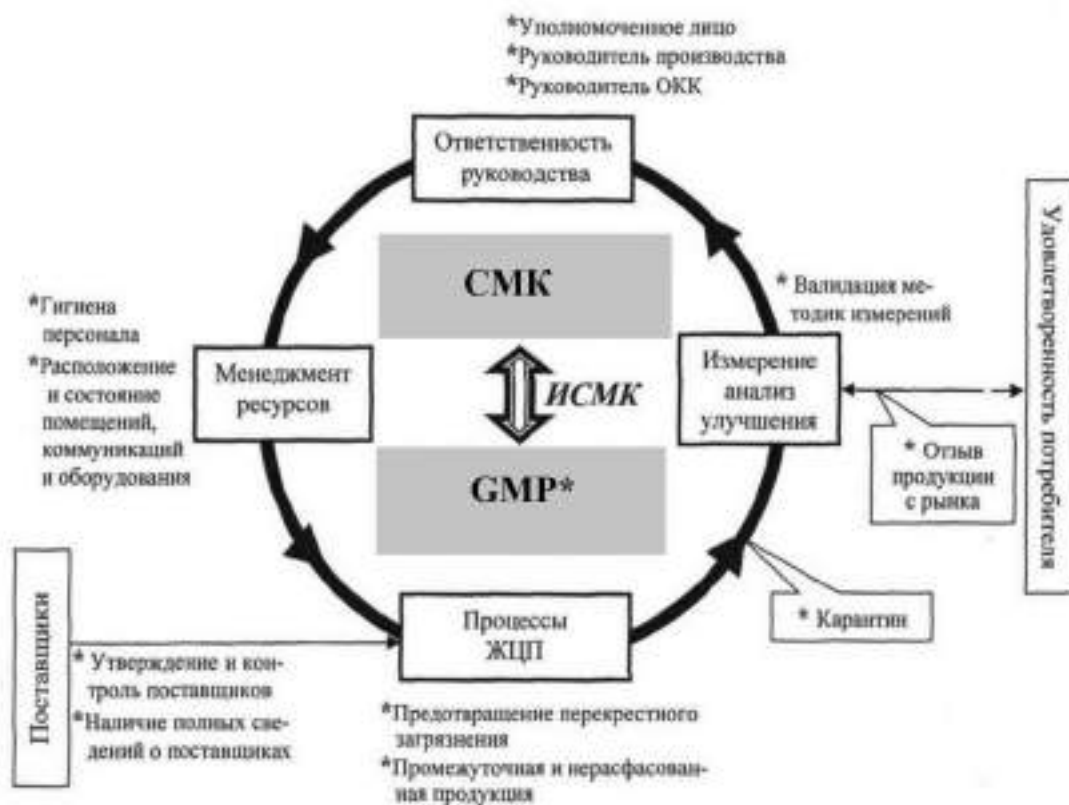 *Уполномоченное лицо
*Руководитель производства
*Руководитель ОКК
Ответственность
руководства
СМК
*Гигиена
персонала
*Расположение
и состояние
помещений,
коммуникаций
и оборудования
Менеджмент
ресурсов
ИСМК
* Валидация ме-
тодик измерений
Измерение
анализ
улучшения
Удовлетворенность потребителя
* Отзыв
продукции
с рынка
GMP*
Поставщики
Процессы
ЖЦП
* Карантин
* Утверждение и кон-
троль поставщиков
*Наличие полных све-
дений о поставщиках
*Предотвращение перекрестного
загрязнения
*Промежуточная и нерасфасован-
ная продукция